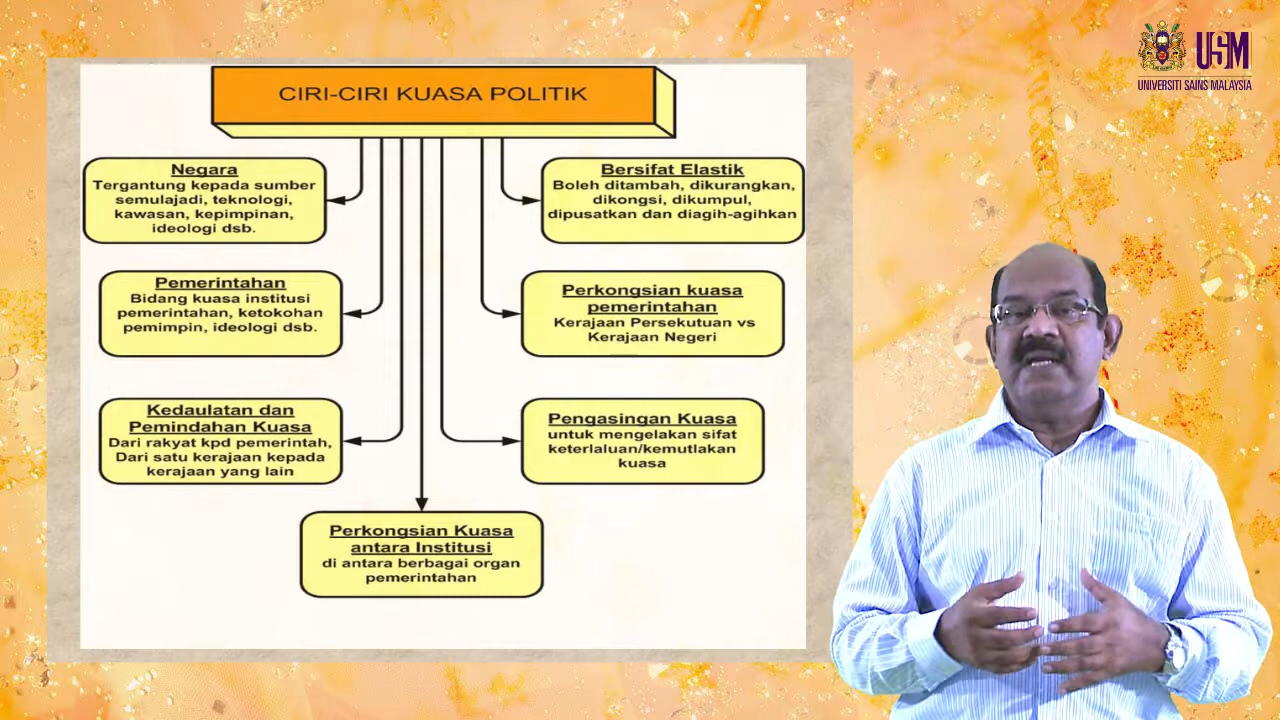 CIRI-CIRI KUASA POLITIK
Negara
Tergantung kepada sumber
semulajadi, teknologi,
kawasan, kepimpinan,
ideologi dsb.
Bersifat Elastik
Boleh ditambah, dikurangkan,
dikongsi, dikumpul,
dipusatkan dan diagih-agihkan
Pemerintahan
Bidang kuasa institusi
pemerintahan, ketokohan
pemimpin, ideologi dsb.
Perkongsian kuasa
pemerintahan
Kerajaan Persekutuan vs
Kerajaan Negeri
Kedaulatan dan
Pemindahan Kuasa
Dari rakyat kpd pemerintah,
Dari satu kerajaan kepada
kerajaan yang lain
Pengasingan Kuasa
untuk mengelakan sifat
keterlaluan/kemutlakan
kuasa
Perkongsian Kuasa
antara Institusi
di antara berbagai organ
pemerintahan
USM
UNIVERSITI SAINS MALAYSIA